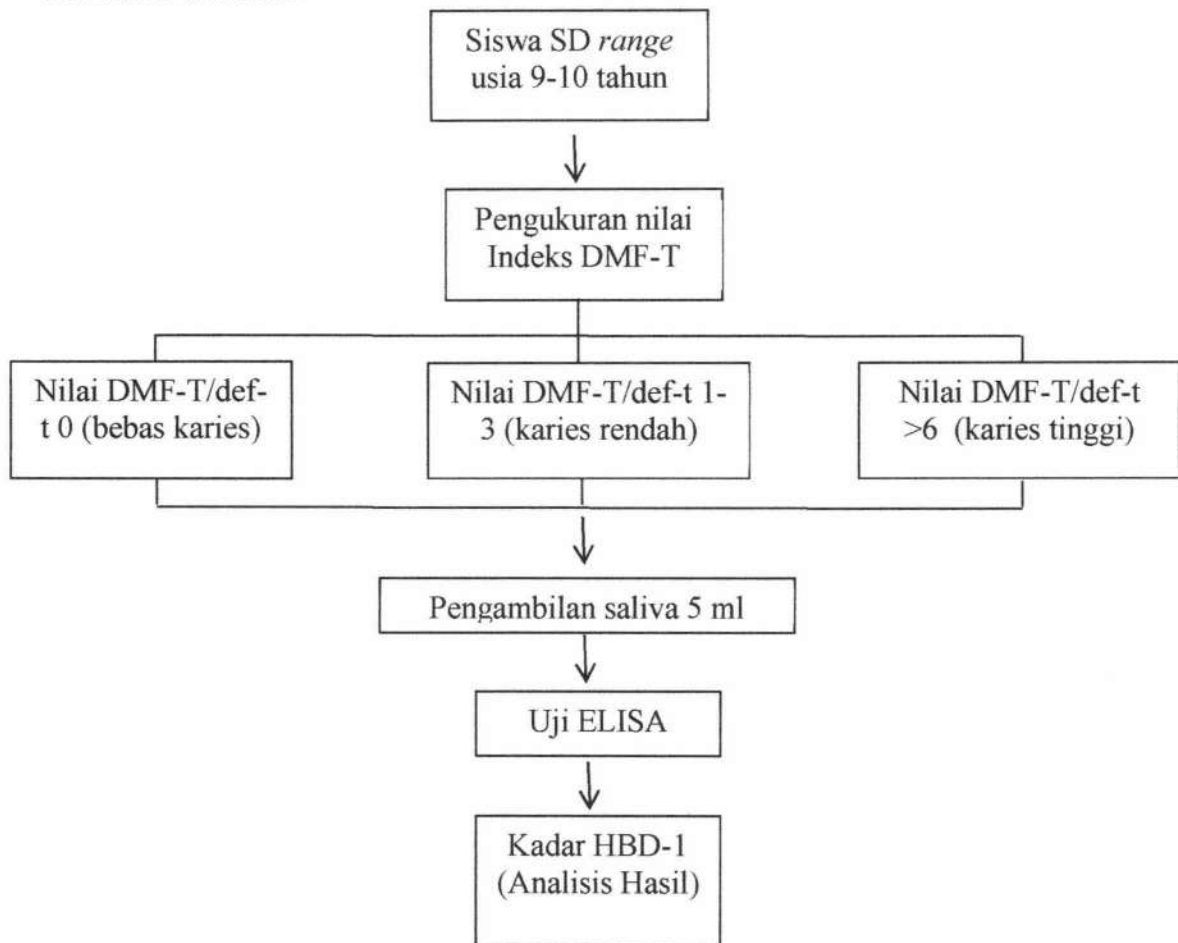 Siswa SD range
usia 9-10 tahun
Pengukuran nilai
Indeks DMF-T
Nilai DMF-T/def-
t 0 (bebas karies)
Nilai DMF-T/def-t 1-
3 (karies rendah)
Nilai DMF-T/def-t
>6 (karies tinggi)
Pengambilan saliva 5 ml
Uji ELISA
Kadar HBD-1
(Analisis Hasil)